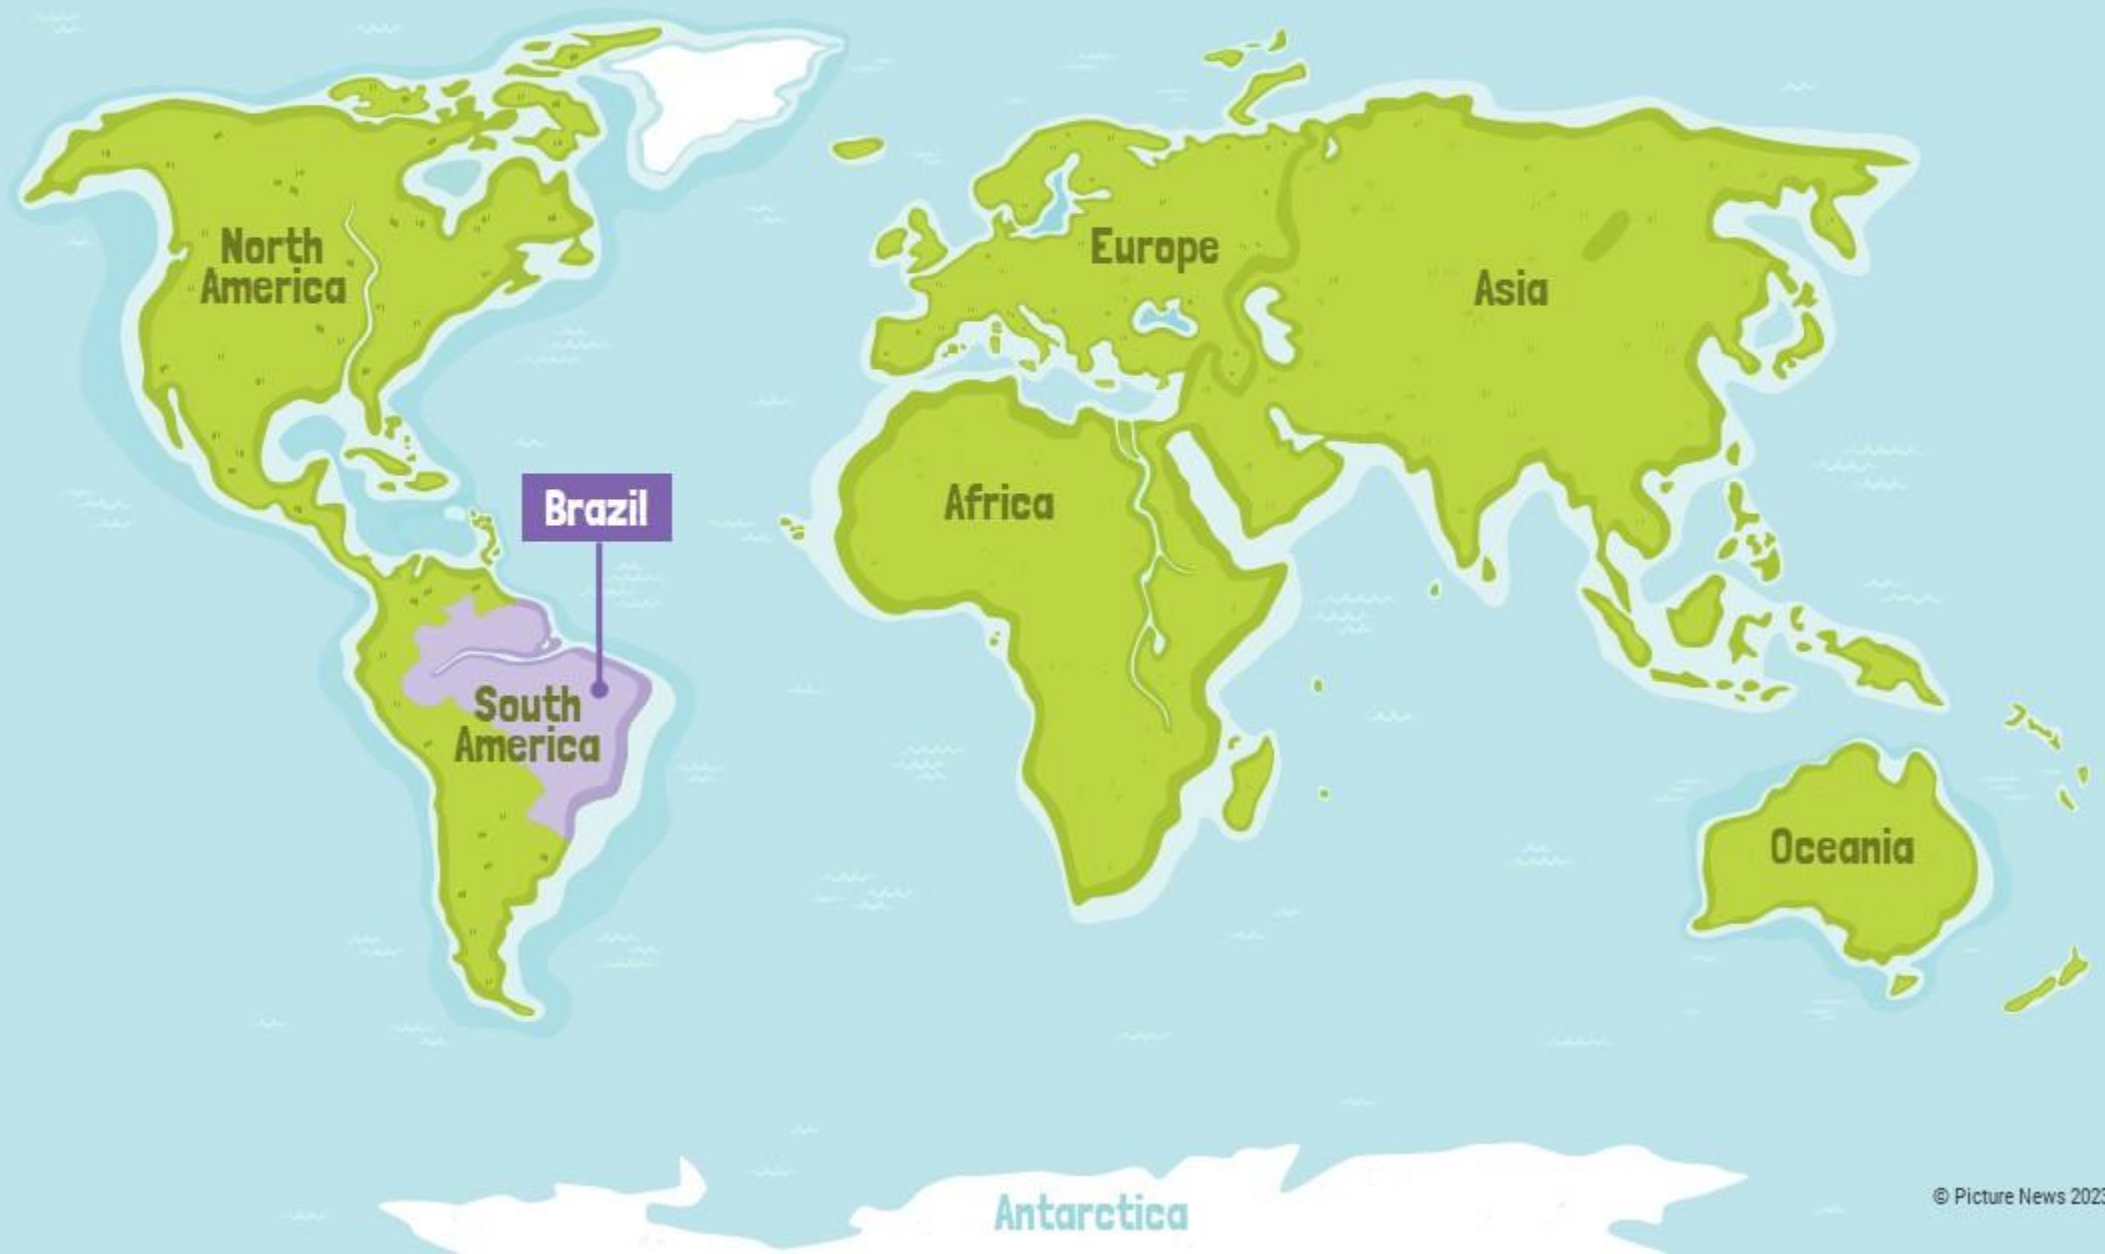 North
America
Europe
Asia
Brazil
Africa
South
America
Oceania
Antarctica
© Picture News 2023